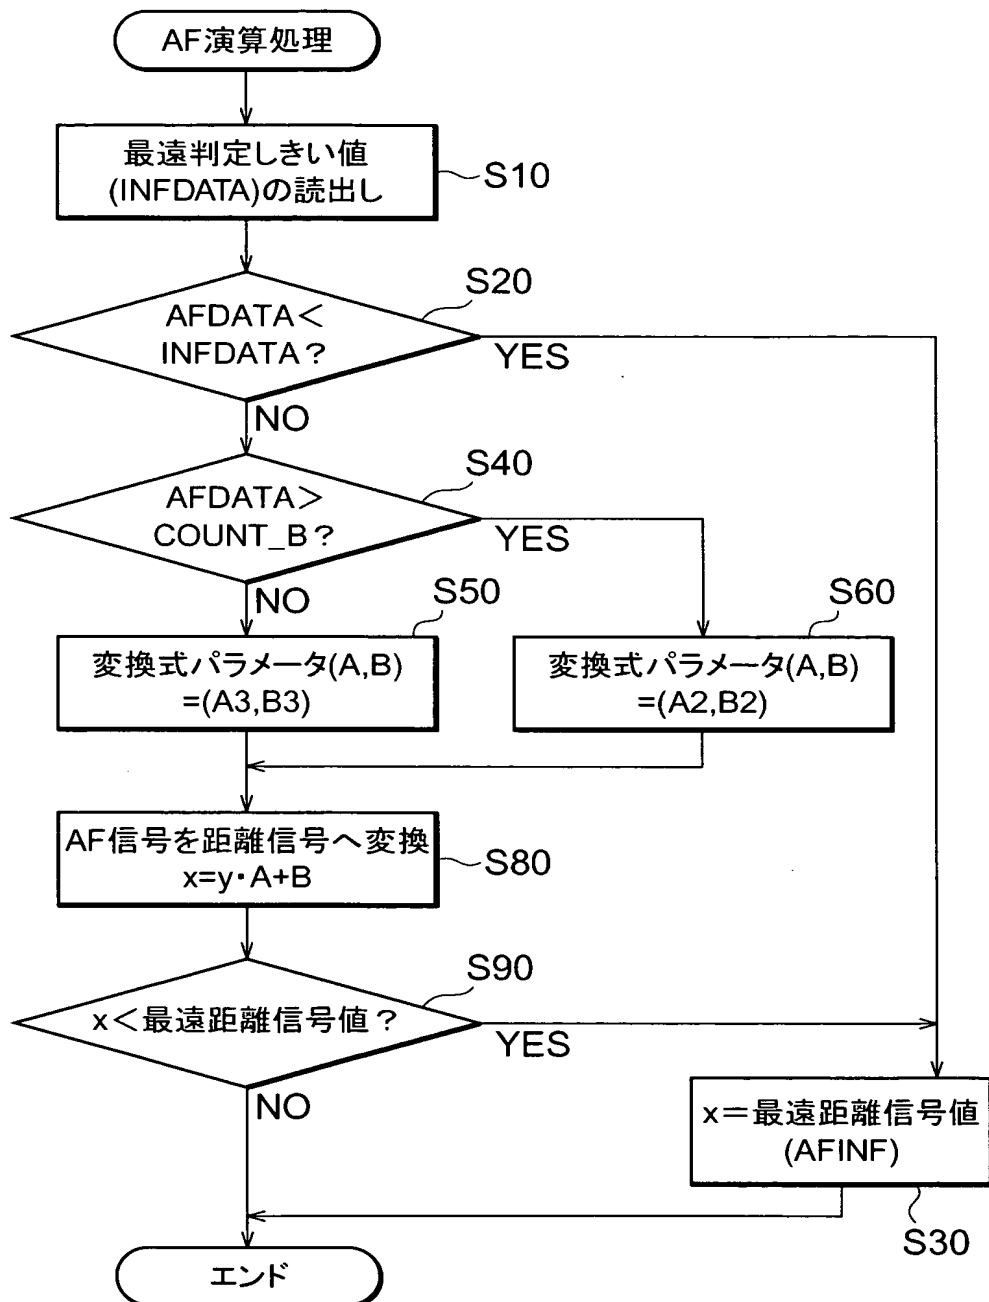 AF演算処理
最遠判定しきい値
(INFDATA)の読出し
S10
S20
AFDATA<
INFDATA?
YES
NO
S40
AFDATA>
COUNT_B?
YES
NO
S50
変換式パラメータ(A,B)
=(A3,B3)
S60
変換式パラメータ(A,B)
=(A2,B2)
AF信号を距離信号へ変換
x=y・A+B
S80
S90
x<最遠距離信号値?
YES
NO
x=最遠距離信号値
(AFINF)
S30
エンド